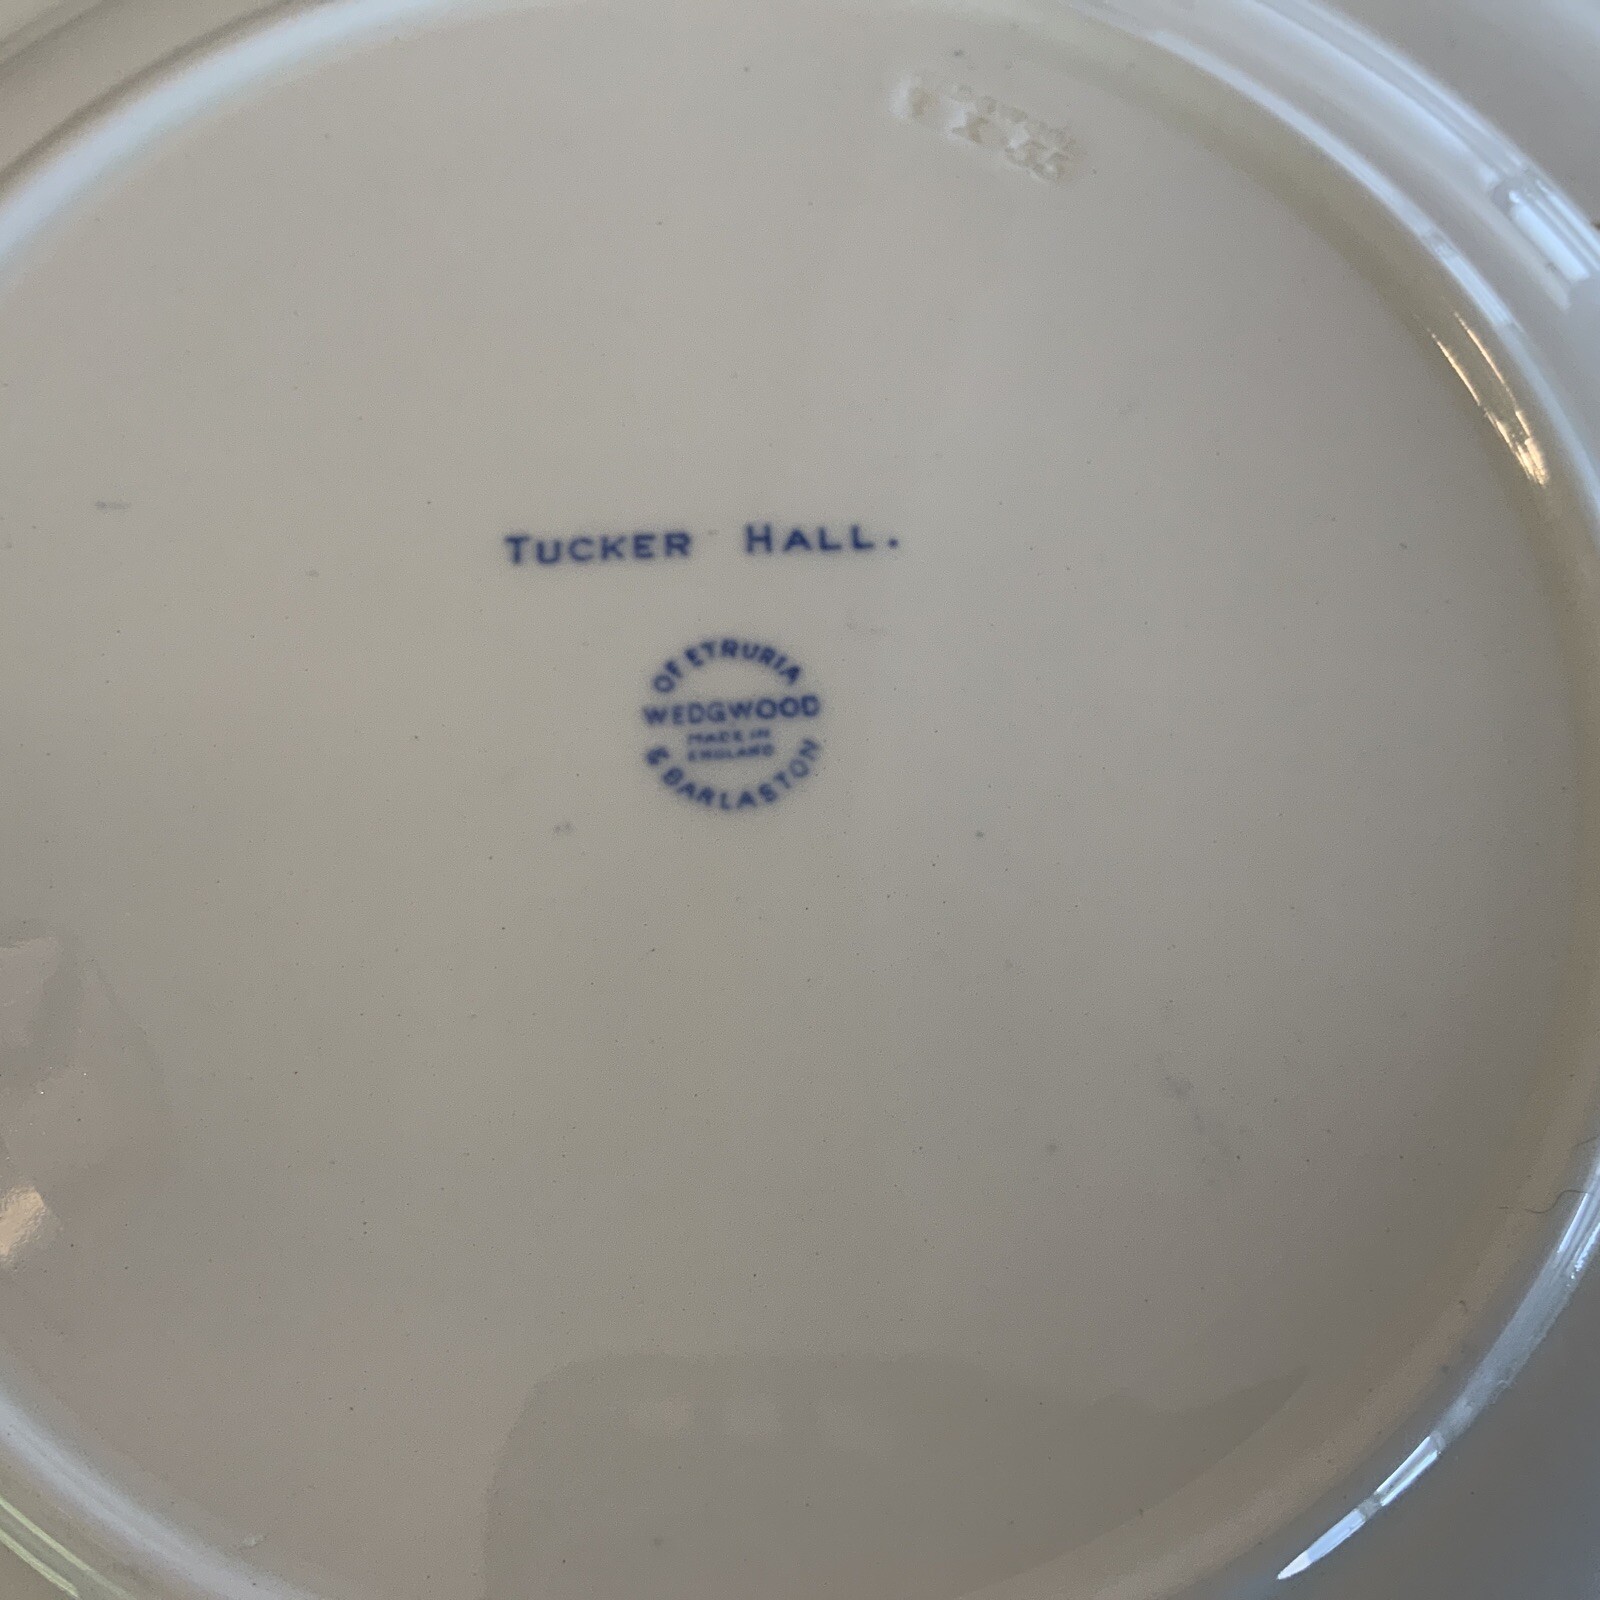 TUCKER HALL.
OF ETRURIA
WEDGWOOD
MADE IN
ENGLAND
& BARLASTON